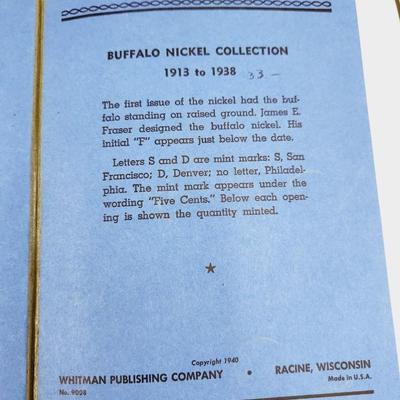 BUFFALO NICKEL COLLECTION
1913 to 1938 33 –
The first issue of the nickel had the buf-
falo standing on raised ground. James E.
Fraser designed the buffalo nickel. His
initial "F" appears just below the date.
Letters S and D are mint marks: S, San
Francisco; D, Denver; no letter, Philadel-
phia. The mint mark appears under the
wording "Five Cents." Below each open-
ing is shown the quantity minted.
Copyright 1940
WHITMAN PUBLISHING COMPANY • RACINE, WISCONSIN
No. 9008 Made in U.S.A.